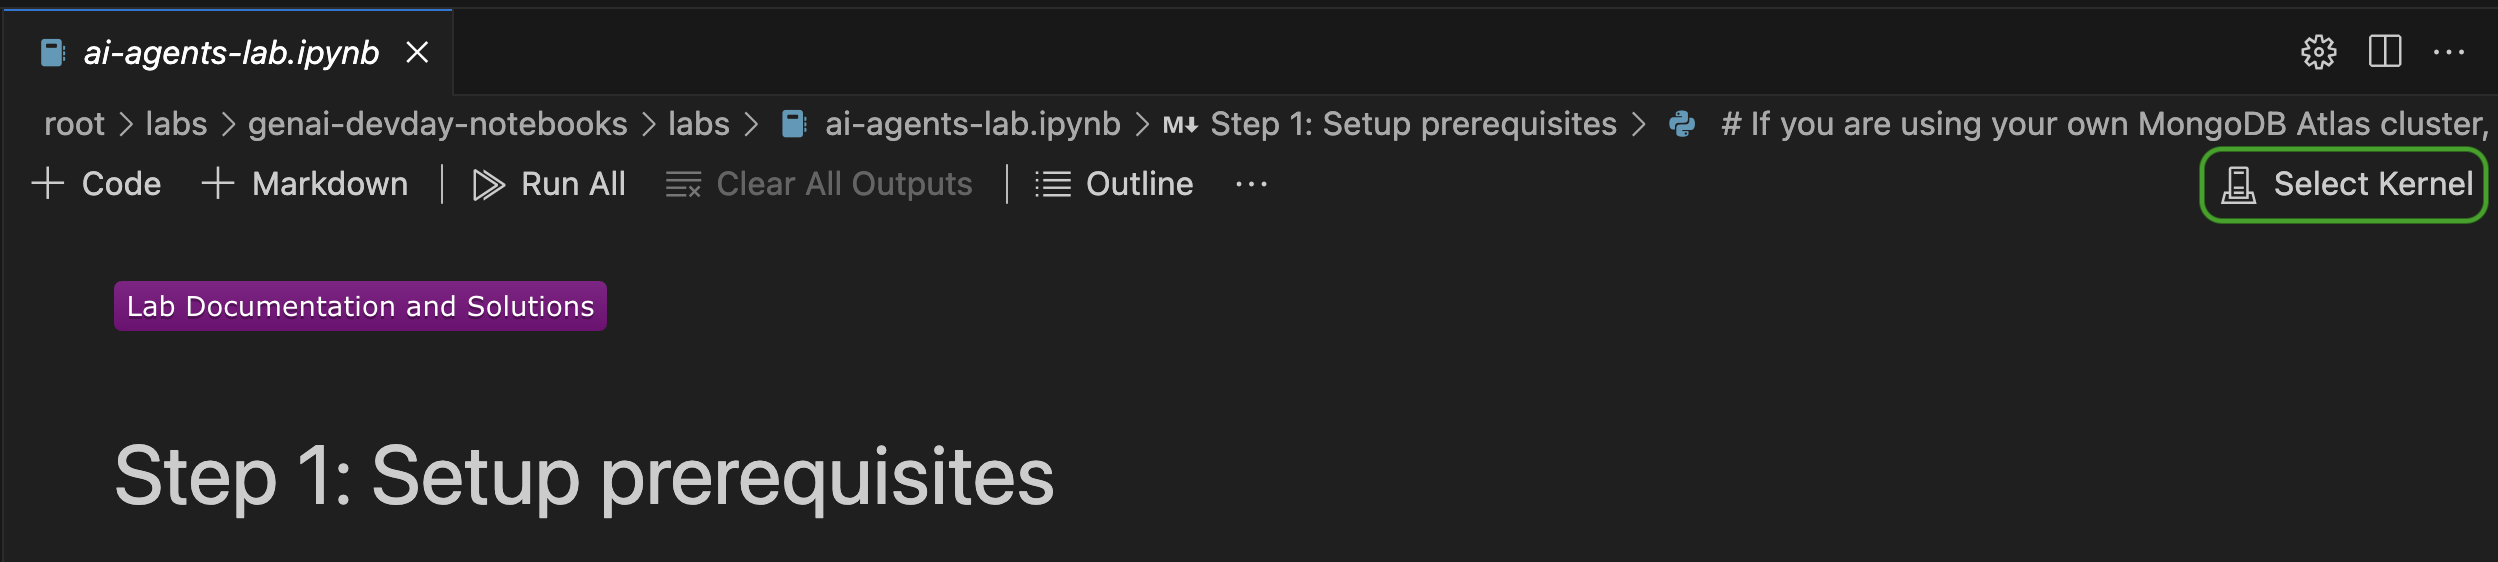 ai-agents-lab.ipynb
root > labs > genai-devday-notebooks > labs > ai-agents-lab.ipynb > M↓ Step 1: Setup prerequisites > # If you are using your own MongoDB Atlas cluster,
+ Code + Markdown | Run All Clear All Outputs | Outline ··· Select Kernel
Lab Documentation and Solutions
Step 1: Setup prerequisites